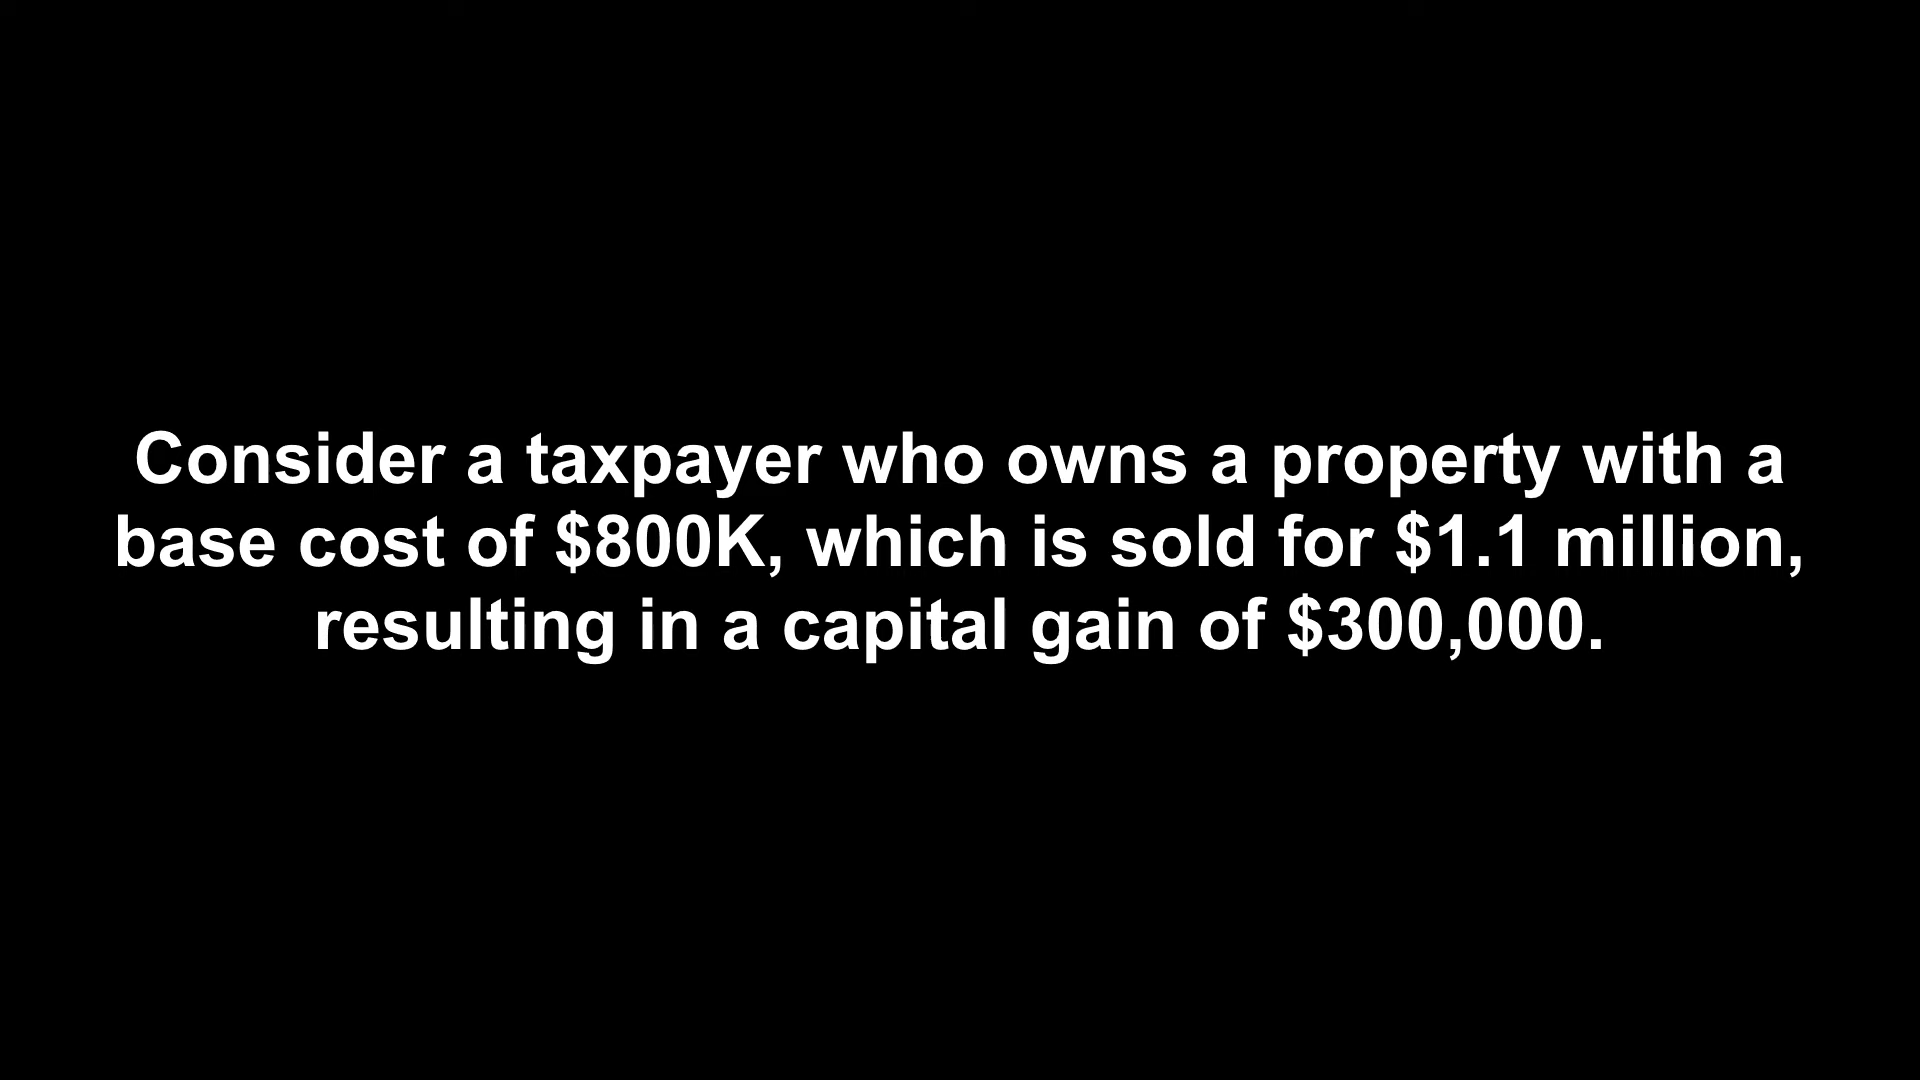 Consider a taxpayer who owns a property with a
base cost of $800K, which is sold for $1.1 million,
resulting in a capital gain of $300,000.